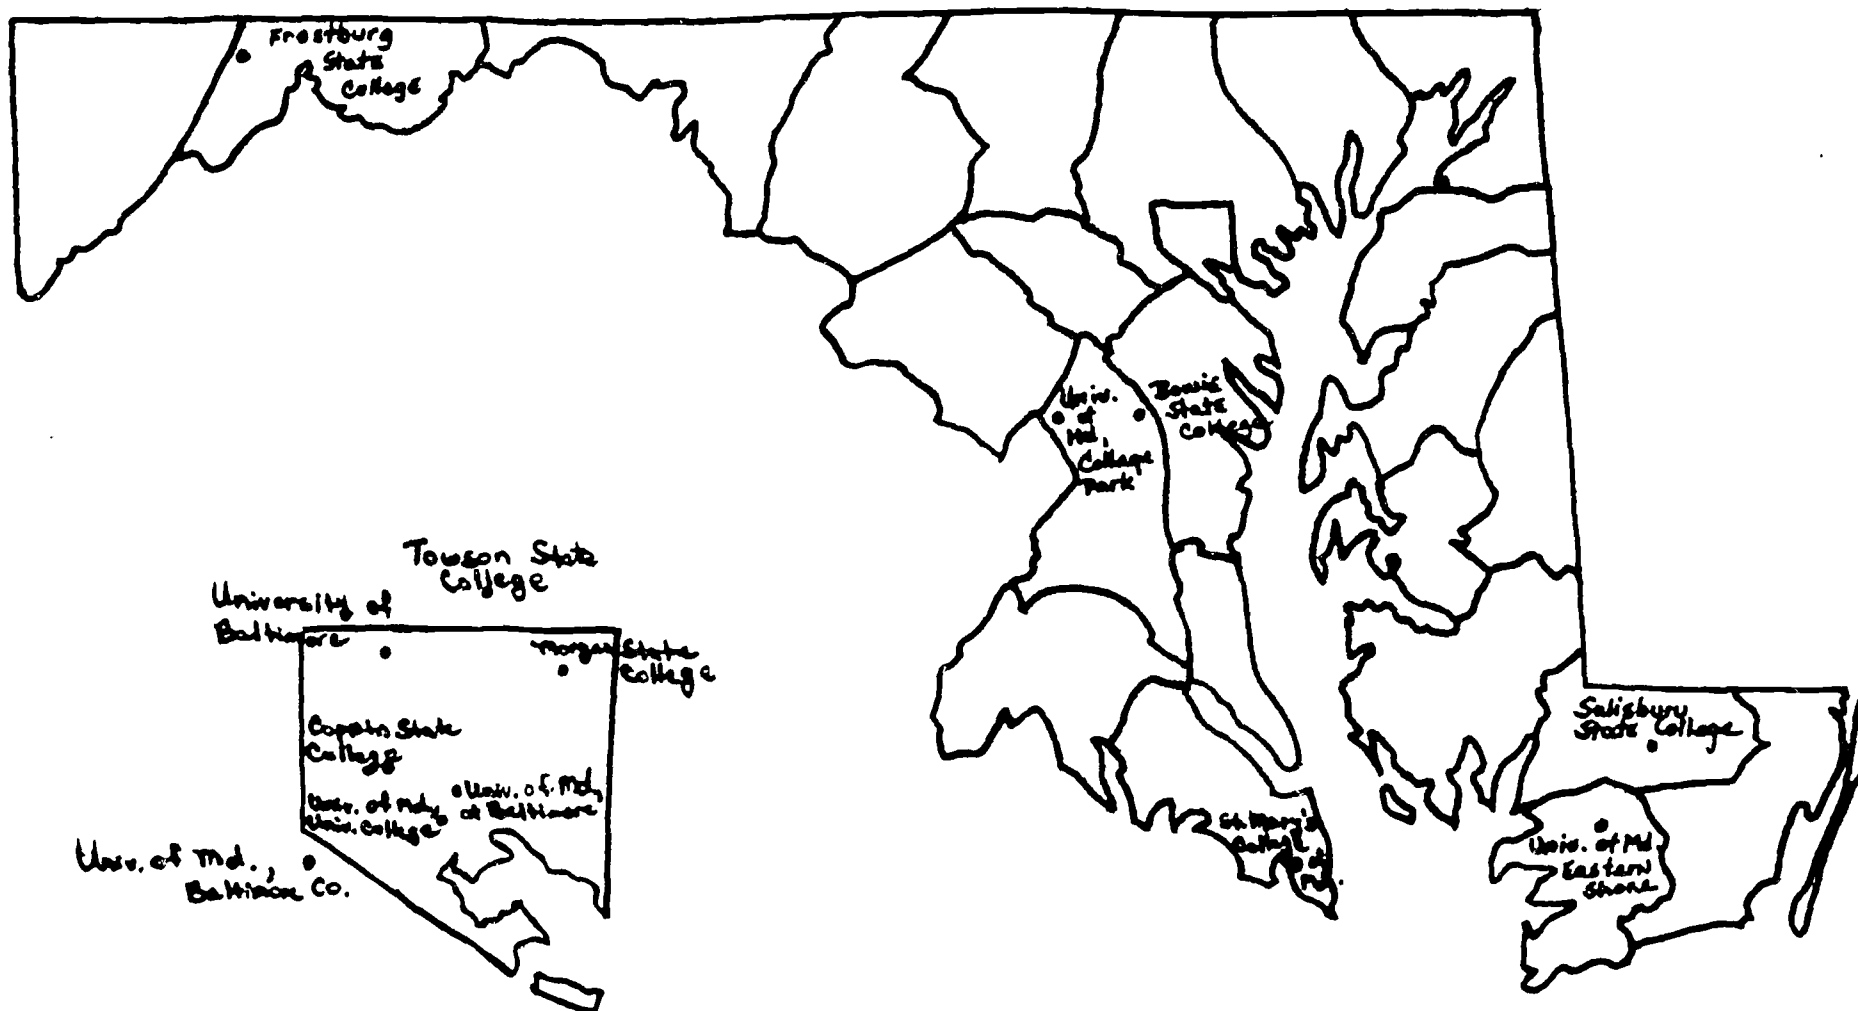 Frostburg
State
College
Univ.
of
Md.,
College
Park
Bowie
State
College
Towson State
College
University of
Baltimore
Morgan State
College
Coppin State
College
Univ. of Md.,
at Baltimore
Univ. of Md.,
Univ. College
Univ. of Md.,
Baltimore Co.
Salisbury
State College
St. Mary's
College
of
Univ. of Md.
Eastern
Shore